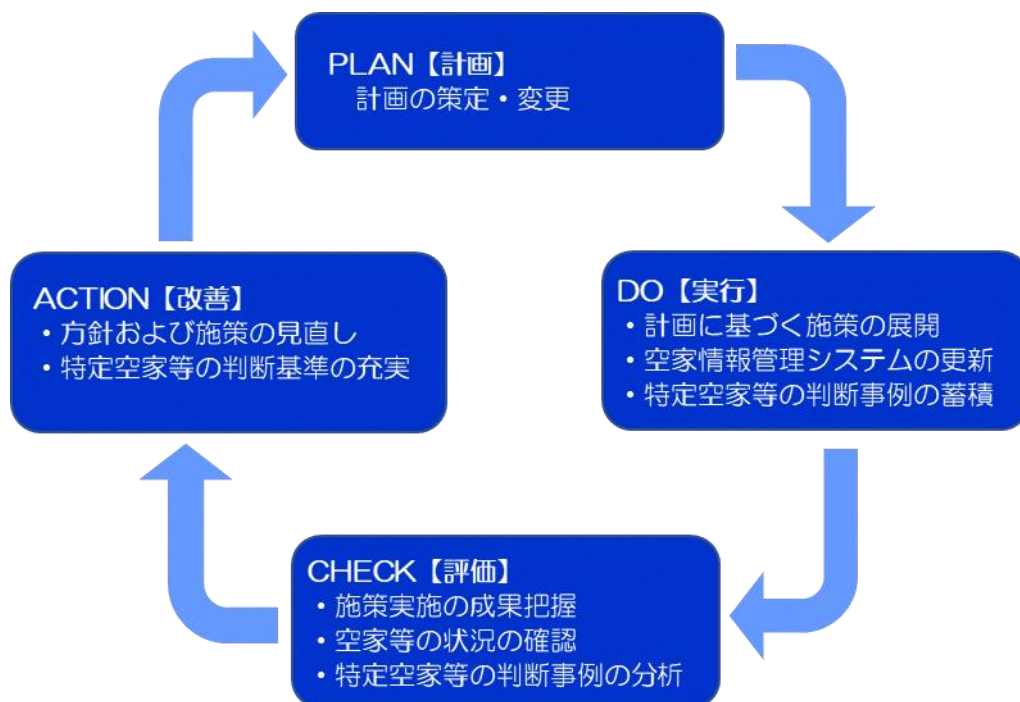 PLAN【計画】
計画の策定・変更
DO【実行】
・計画に基づく施策の展開
・空家情報管理システムの更新
・特定空家等の判断事例の蓄積
CHECK【評価】
・施策実施の成果把握
・空家等の状況の確認
・特定空家等の判断事例の分析
ACTION【改善】
・方針および施策の見直し
・特定空家等の判断基準の充実